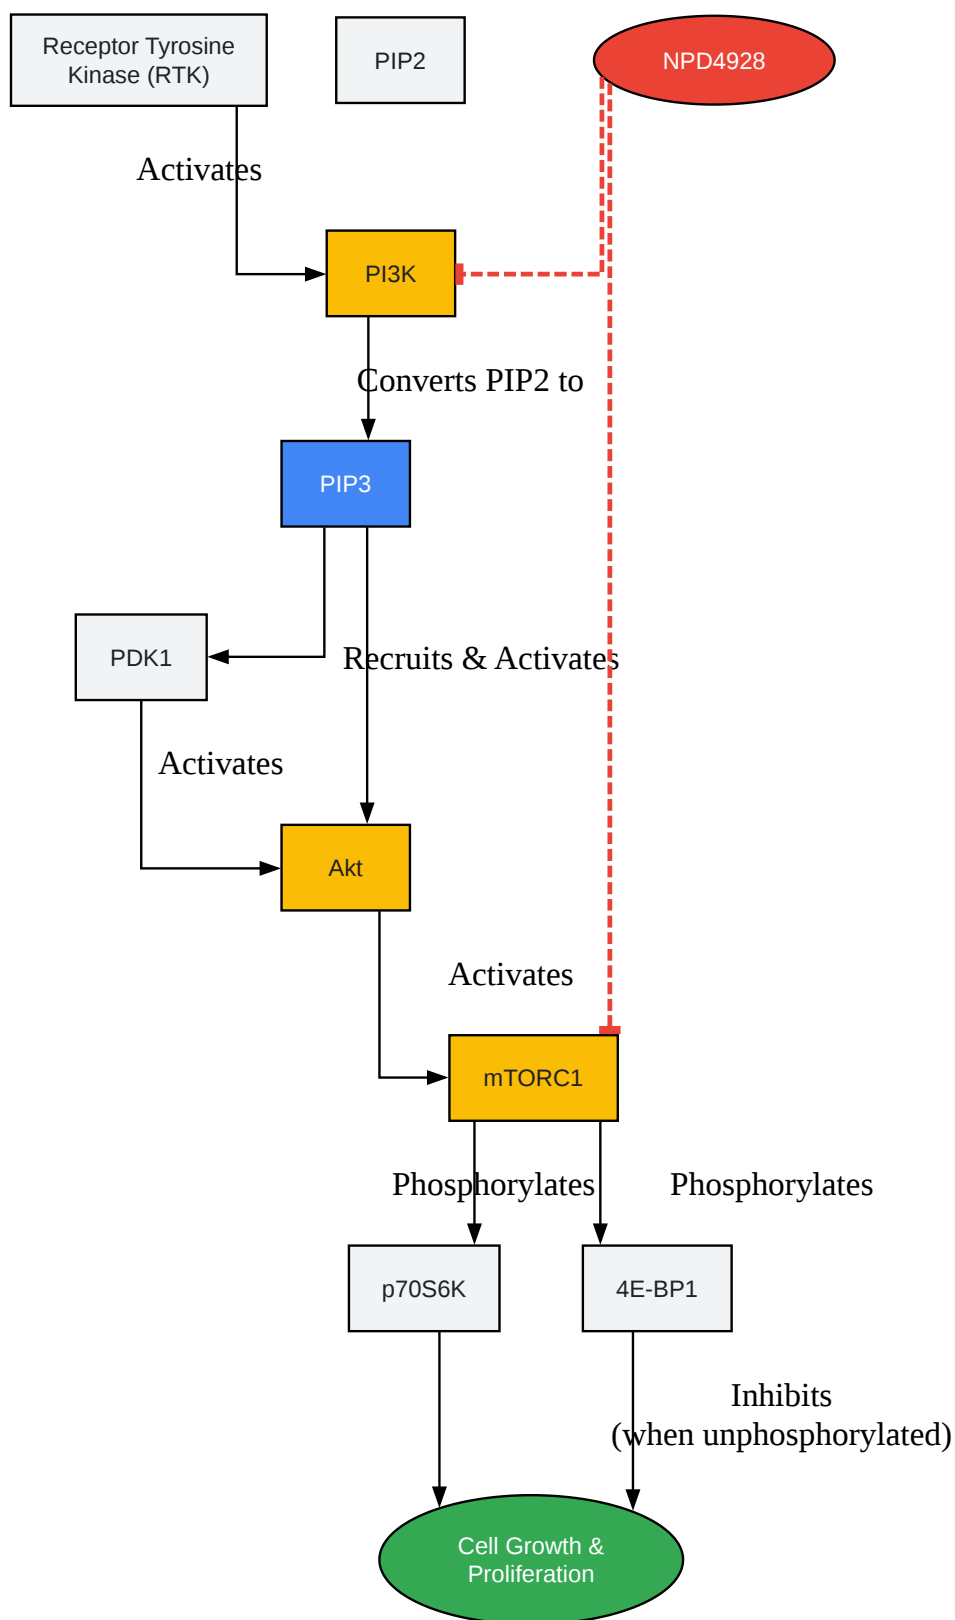 Receptor Tyrosine
Kinase (RTK)
PIP2
NPD4928
Activates
PI3K
Converts PIP2 to
PIP3
PDK1
Recruits & Activates
Activates
Akt
Activates
mTORC1
Phosphorylates
Phosphorylates
p70S6K
4E-BP1
Inhibits
(when unphosphorylated)
Cell Growth &
Proliferation